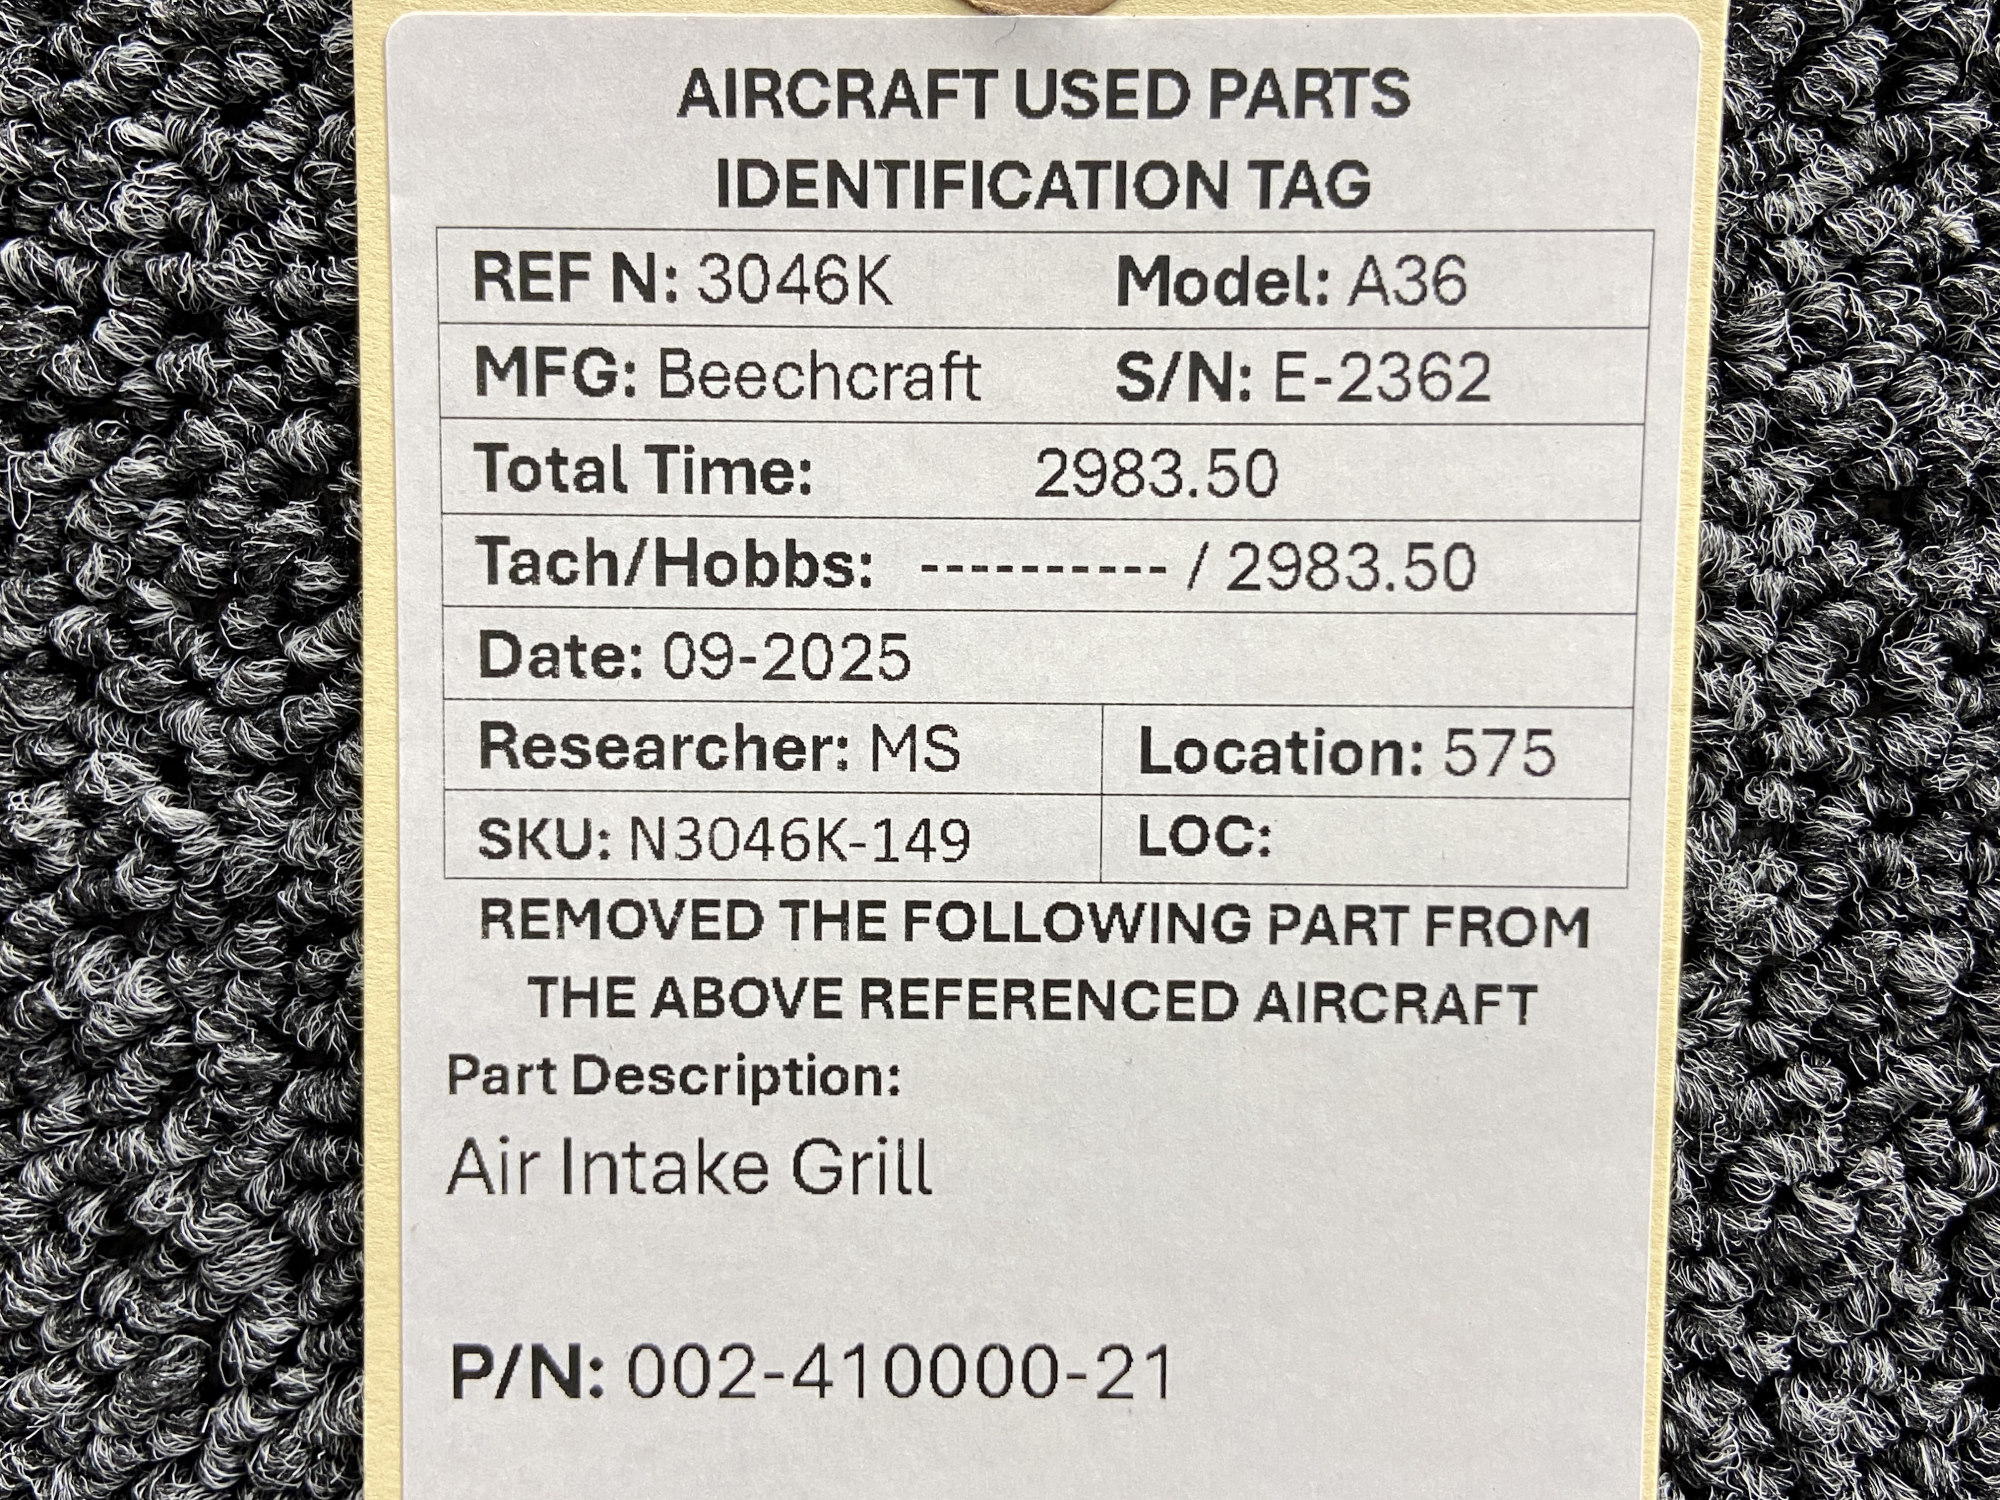 AIRCRAFT USED PARTS
IDENTIFICATION TAG
REF N: 3046K Model: A36
MFG: Beechcraft S/N: E-2362
Total Time: 2983.50
Tach/Hobbs: ---------- / 2983.50
Date: 09-2025
Researcher: MS Location: 575
SKU: N3046K-149 LOC:
REMOVED THE FOLLOWING PART FROM
THE ABOVE REFERENCED AIRCRAFT
Part Description:
Air Intake Grill
P/N: 002-410000-21